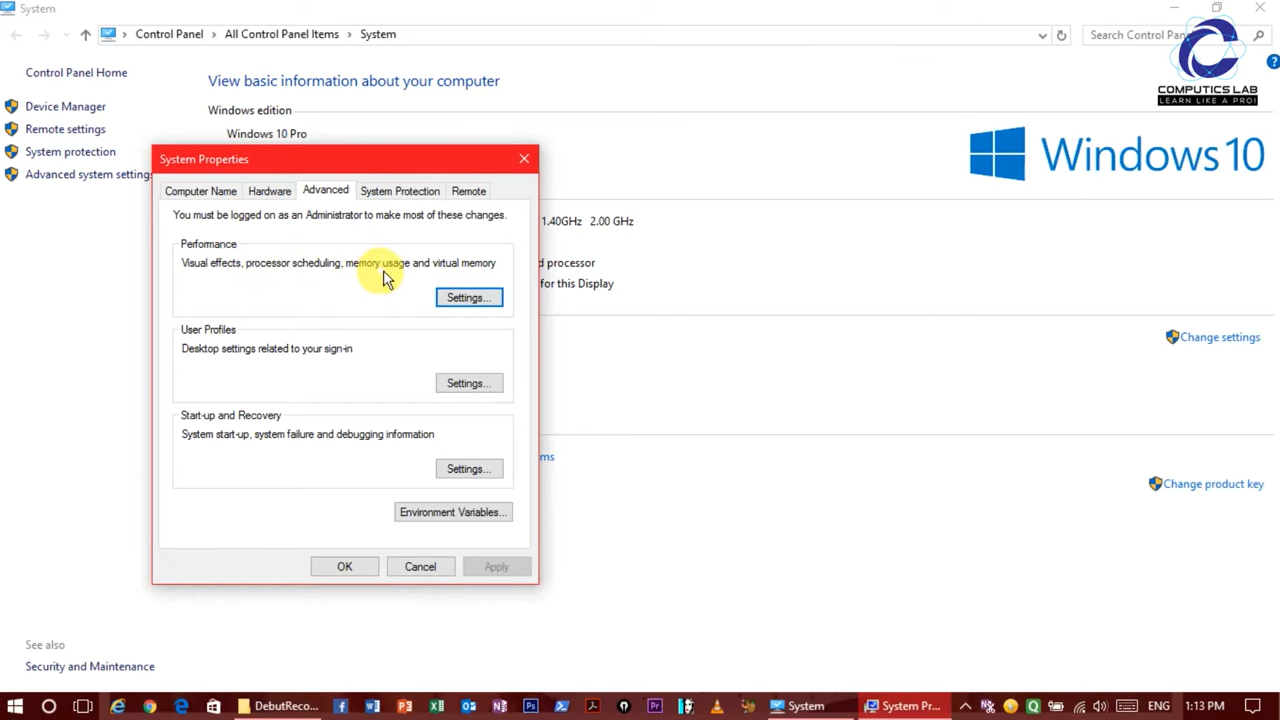 System
Control Panel > All Control Panel Items > System
Search Control Pan
COMPUTICS LAB
LEARN LIKE A PRO!
Control Panel Home
Device Manager
Remote settings
System protection
Advanced system settings
View basic information about your computer
Windows edition
Windows 10 Pro
Windows 10
1.40GHz 2.00 GHz
d processor
for this Display
Change settings
ms
Change product key
System Properties
Computer Name
Hardware
Advanced
System Protection
Remote
You must be logged on as an Administrator to make most of these changes.
Performance
Visual effects, processor scheduling, memory usage and virtual memory
Settings...
User Profiles
Desktop settings related to your sign-in
Settings...
Start-up and Recovery
System start-up, system failure and debugging information
Settings...
Environment Variables...
OK
Cancel
Apply
See also
Security and Maintenance
DebutReco...
System
System Pr...
ENG
1:13 PM